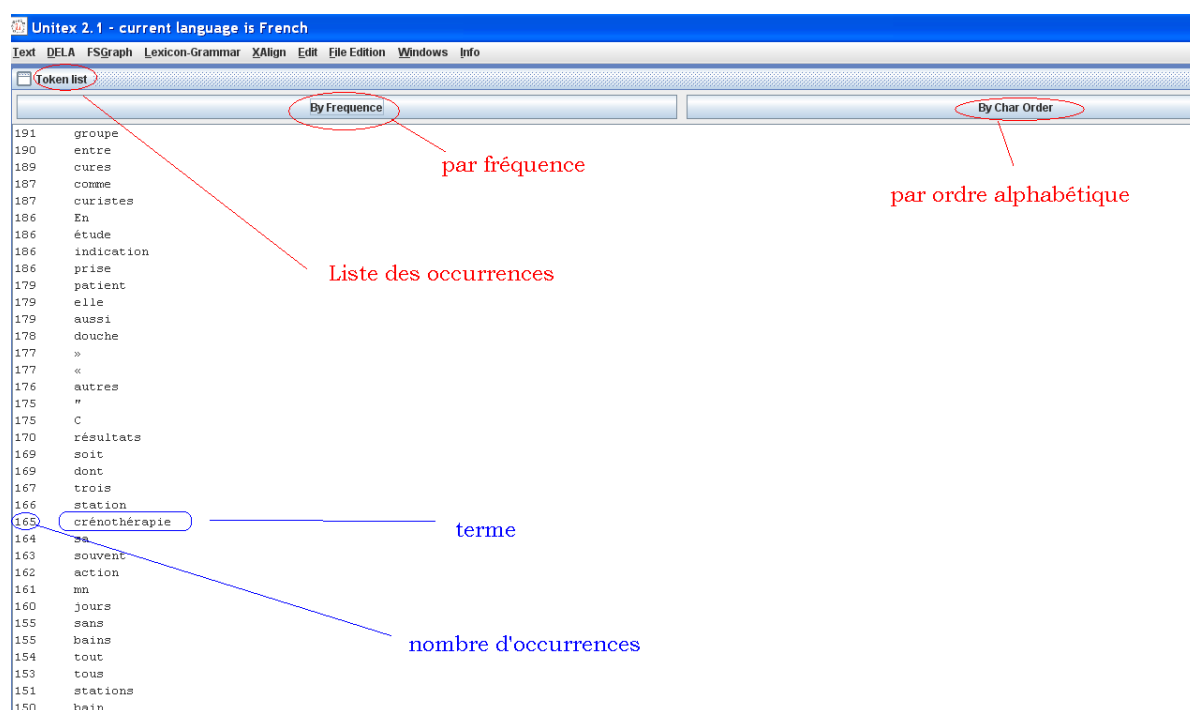 Unitex 2.1 - current language is French
Text DELA FSGraph Lexicon-Grammar XAlign Edit File Edition Windows Info
Token list
By Frequence By Char Order
par fréquence
par ordre alphabétique
Liste des occurrences
191 groupe
190 entre
189 cures
187 comme
187 curistes
186 En
186 étude
186 indication
186 prise
179 patient
179 elle
179 aussi
178 douche
177 »
177 «
176 autres
175 "
175 C
170 résultats
169 soit
169 dont
167 trois
166 station
165 crénothérapie
terme
164 sa
163 souvent
162 action
161 mn
160 jours
155 sans
155 bains
nombre d'occurrences
154 tout
153 tous
151 stations
150 bain